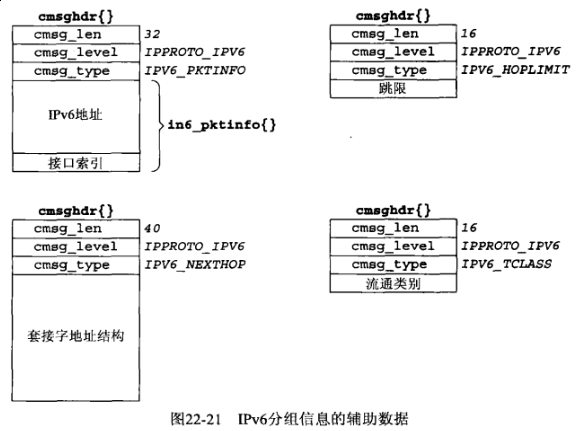 cmsghdr{}
cmsg_len 32
cmsg_level IPPROTO_IPV6
cmsg_type IPV6_PKTINFO
IPv6地址
in6_pktinfo{}
接口索引
cmsghdr{}
cmsg_len 16
cmsg_level IPPROTO_IPV6
cmsg_type IPV6_HOPLIMIT
跳限
cmsghdr{}
cmsg_len 40
cmsg_level IPPROTO_IPV6
cmsg_type IPV6_NEXTHOP
套接字地址结构
cmsghdr{}
cmsg_len 16
cmsg_level IPPROTO_IPV6
cmsg_type IPV6_TCLASS
流通类别
图22-21 IPv6分组信息的辅助数据